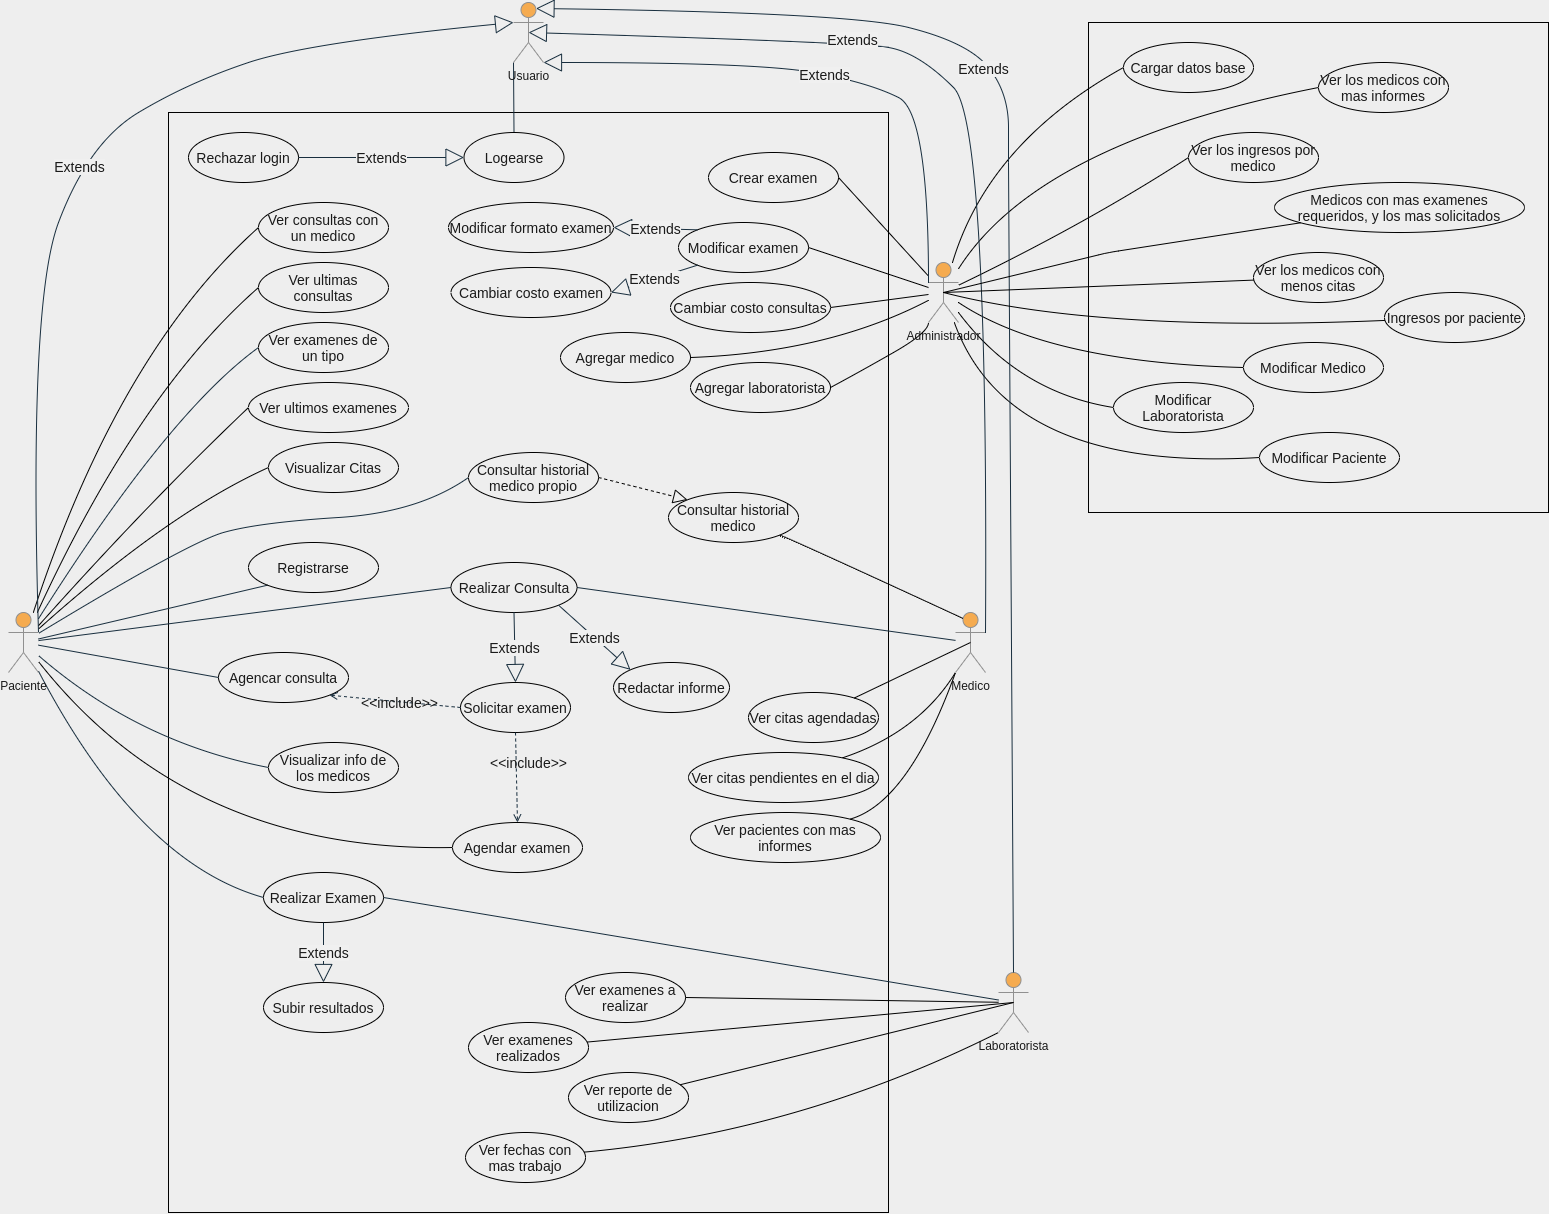 Usuario
Extends
Extends
Extends
Extends
Cargar datos base
Ver los medicos con
mas informes
Ver los ingresos por
medico
Medicos con mas examenes
requeridos, y los mas solicitados
Ver los medicos con
menos citas
Ingresos por paciente
Modificar Medico
Modificar
Laboratorista
Modificar Paciente
Rechazar login
Extends
Logearse
Crear examen
Ver consultas con
un medico
Modificar formato examen
Extends
Modificar examen
Cambiar costo examen
Extends
Cambiar costo consultas
Administrador
Ver ultimas
consultas
Ver examenes de
un tipo
Agregar medico
Agregar laboratorista
Ver ultimos examenes
Visualizar Citas
Consultar historial
medico propio
Consultar historial
medico
Registrarse
Realizar Consulta
Paciente
Medico
Extends
Extends
Agencar consulta
<<include>>
Solicitar examen
Redactar informe
Ver citas agendadas
Visualizar info de
los medicos
<<include>>
Ver citas pendientes en el dia
Ver pacientes con mas
informes
Agendar examen
Realizar Examen
Extends
Subir resultados
Ver examenes a
realizar
Ver examenes
realizados
Laboratorista
Ver reporte de
utilizacion
Ver fechas con
mas trabajo